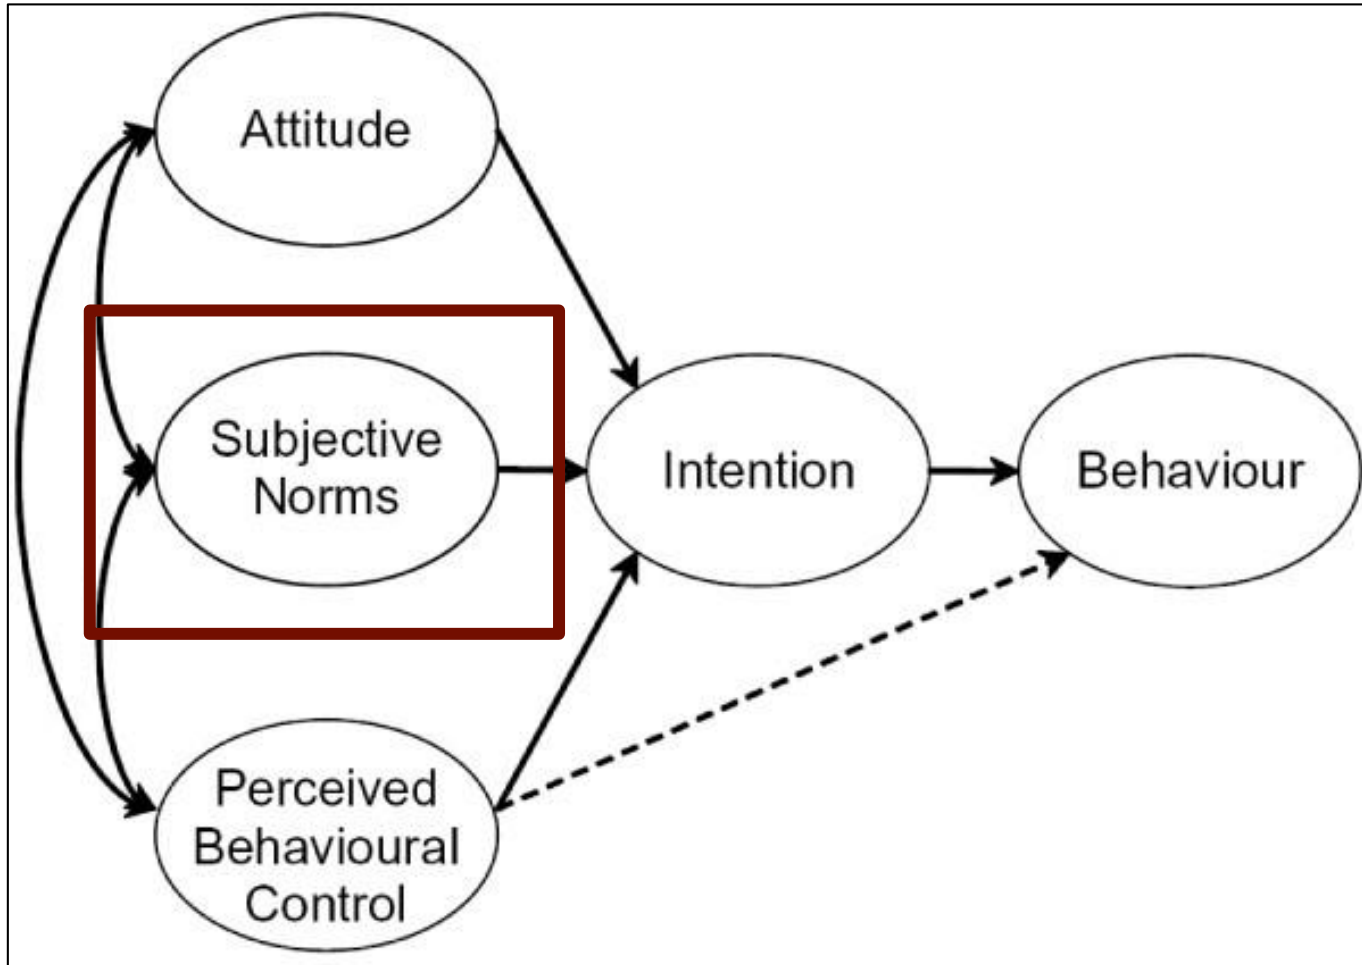 Attitude
Subjective
Norms
Intention
Behaviour
Perceived
Behavioural
Control